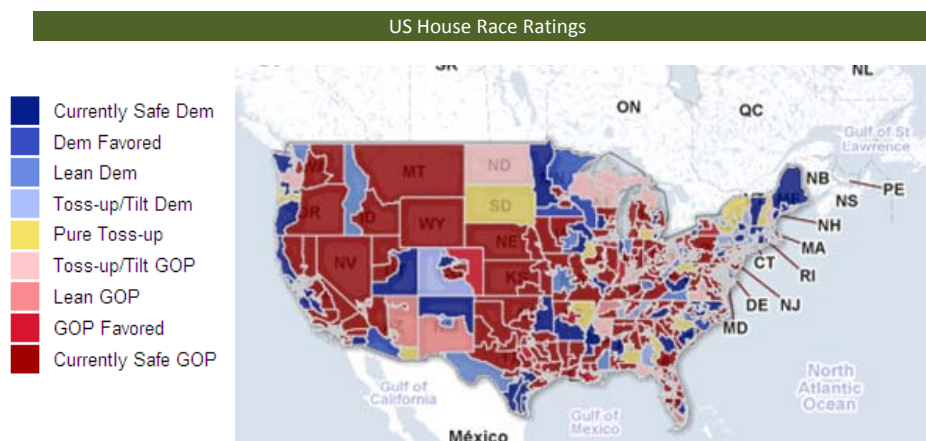 US House Race Ratings
NL
ON
QC
Gulf of St
Lawrence
Currently Safe Dem
Dem Favored
Lean Dem
Toss-up/Tilt Dem
Pure Toss-up
Toss-up/Tilt GOP
Lean GOP
GOP Favored
Currently Safe GOP
MT
ND
SD
WY
NE
NV
KS
OR
ID
NB
PE
NS
NH
MA
CT
RI
DE
NJ
MD
North
Atlantic
Ocean
Gulf of
California
Gulf of
Mexico
México